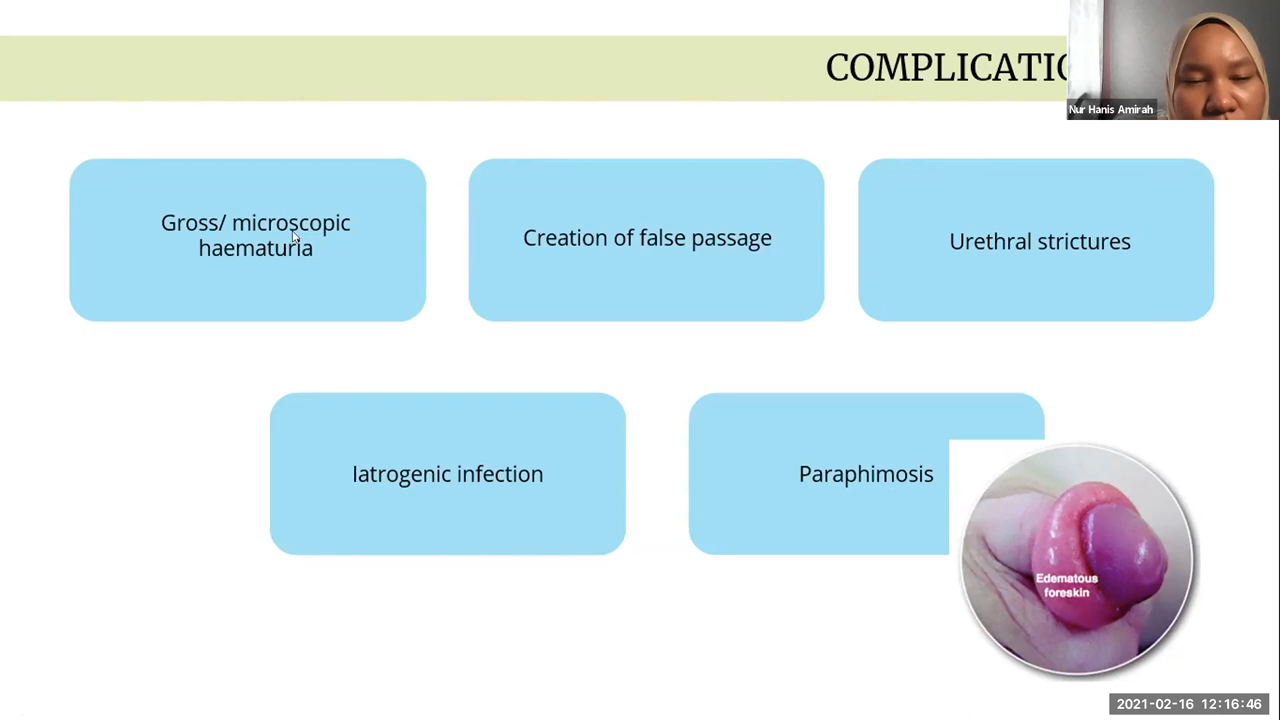 COMPLICATIO
Nur Hanis Amirah
Gross/ microscopic
haematuria
Creation of false passage
Urethral strictures
Iatrogenic infection
Paraphimosis
Edematous
foreskin
2021-02-16 12:16:46